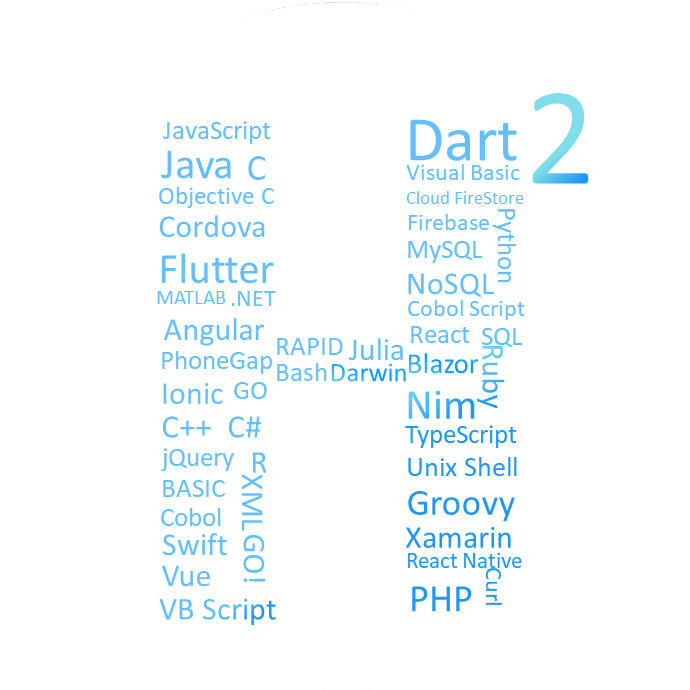 JavaScript
Java C
Objective C
Cordova
Flutter
MATLAB .NET
Angular
PhoneGap
Ionic GO
C++ C#
jQuery
R
BASIC
XML
Cobol
Swift
GO!
Vue
VB Script
RAPID Julia
Bash Darwin
Dart
2
Visual Basic
Cloud FireStore
Firebase
Python
MySQL
NoSQL
Cobol Script
React SQL
Blazor
Ruby
Nim
TypeScript
Unix Shell
Groovy
Xamarin
React Native
Curl
PHP